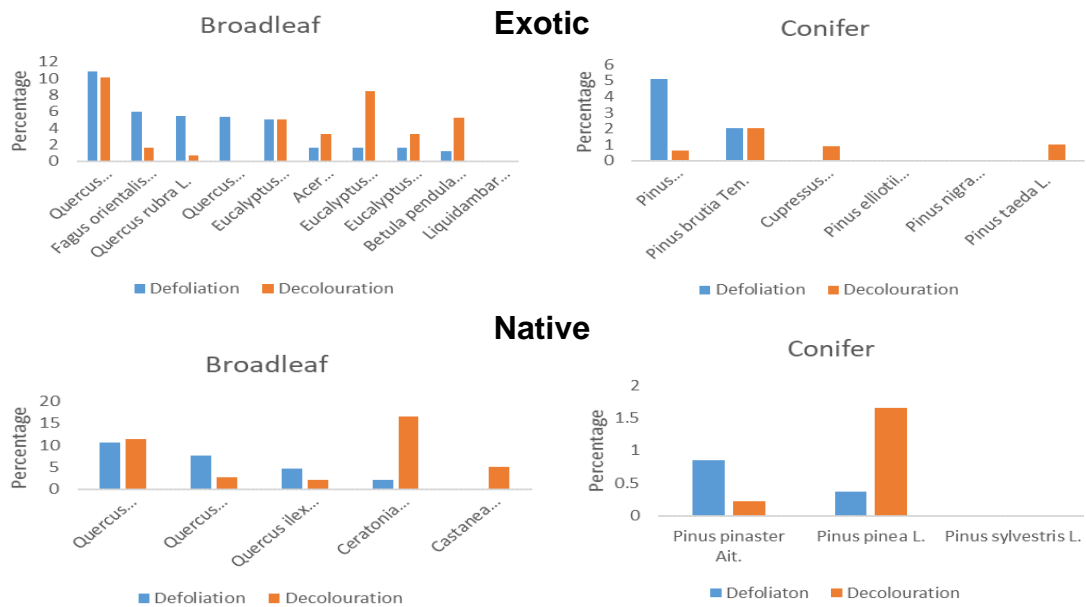 Exotic
Broadleaf
Percentage
12
10
8
6
4
2
0
Quercus...
Fagus orientalis...
Quercus rubra L.
Quercus...
Eucalyptus...
Acer...
Eucalyptus...
Eucalyptus...
Betula pendula...
Liquidambar...
Defoliation
Decolouration
Conifer
Percentage
6
5
4
3
2
1
0
Pinus...
Pinus brutia Ten.
Cupressus...
Pinus elliotii...
Pinus nigra...
Pinus taeda L.
Defoliation
Decolouration
Native
Broadleaf
Percentage
20
15
10
5
0
Quercus...
Quercus...
Quercus ilex...
Ceratonia...
Castanea...
Defoliation
Decolouration
Conifer
Percentage
2
1.5
1
0.5
0
Pinus pinaster
Ait.
Pinus pinea L.
Pinus sylvestris L.
Defoliaton
Decolouration